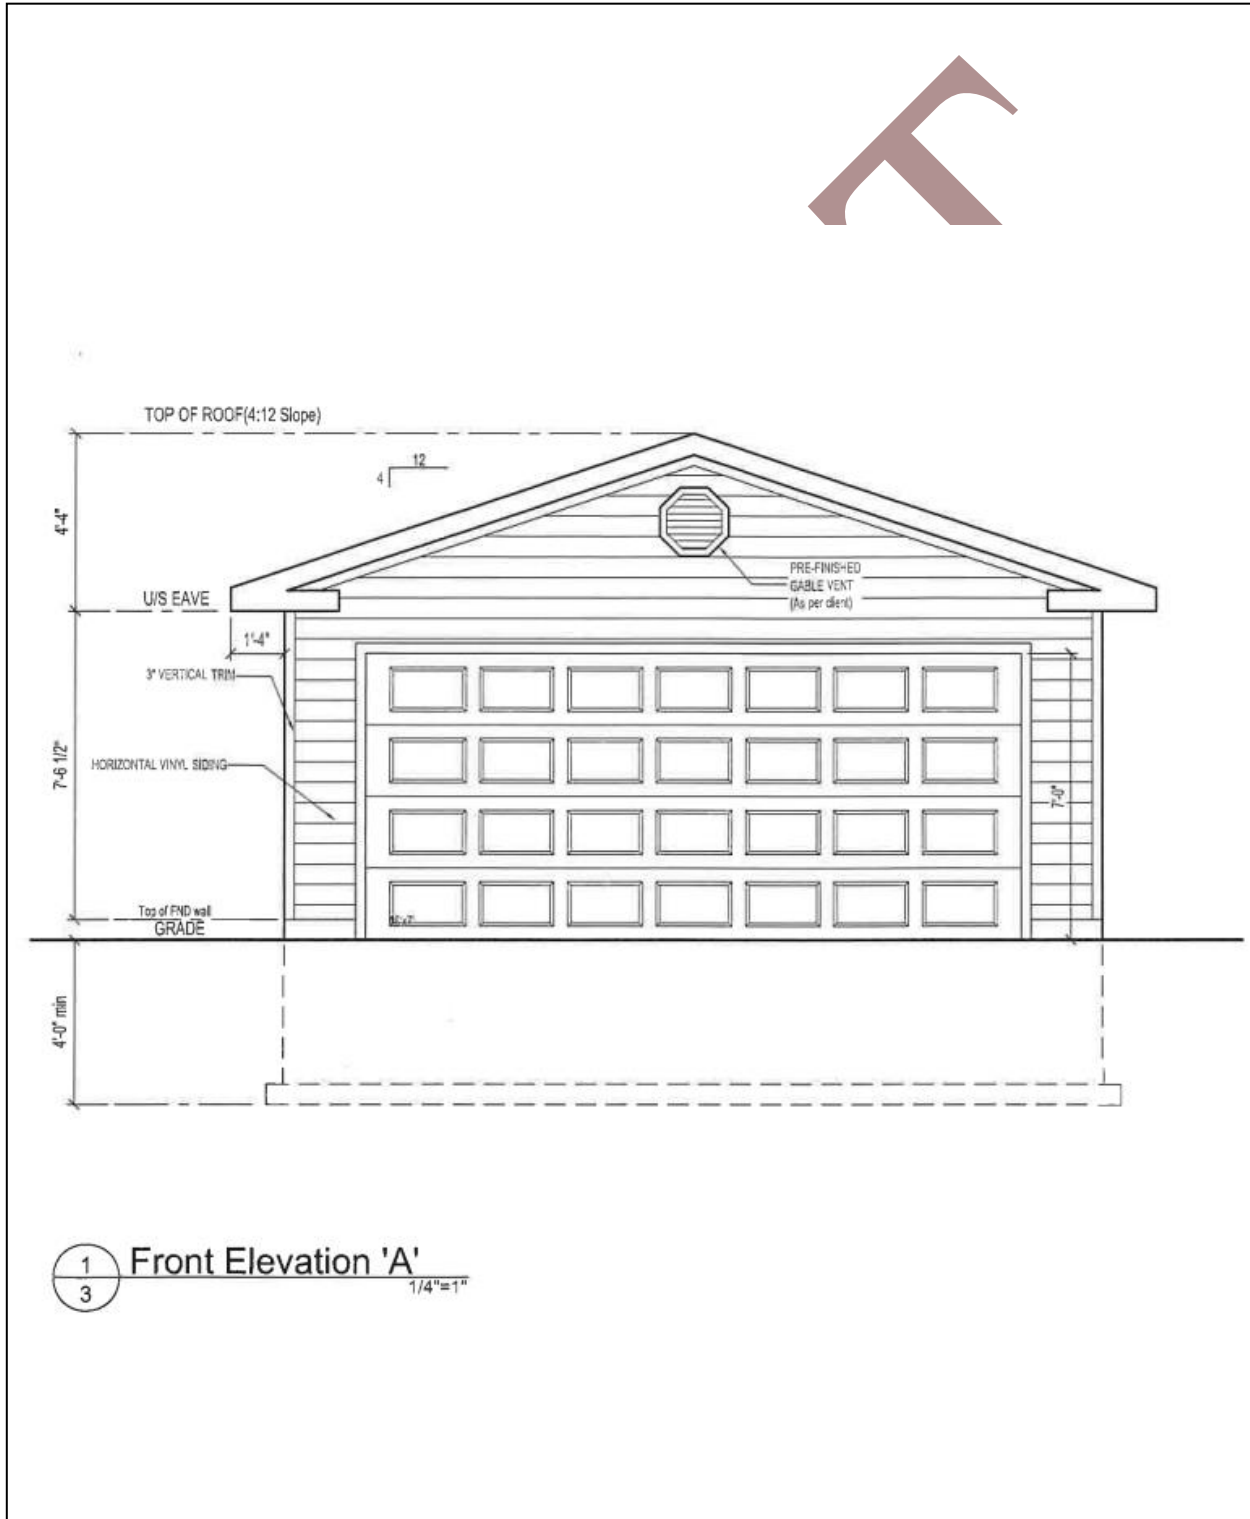 TOP OF ROOF(4:12 Slope)
12
4
4'-4"
PRE-FINISHED
GABLE VENT
(As per client)
U/S EAVE
1'-4"
3" VERTICAL TRIM
7'-6 1/2"
HORIZONTAL VINYL SIDING
7'-0"
Top of FND wall
16'x7'
GRADE
4'-0" min
1
3
Front Elevation 'A'
1/4"=1"